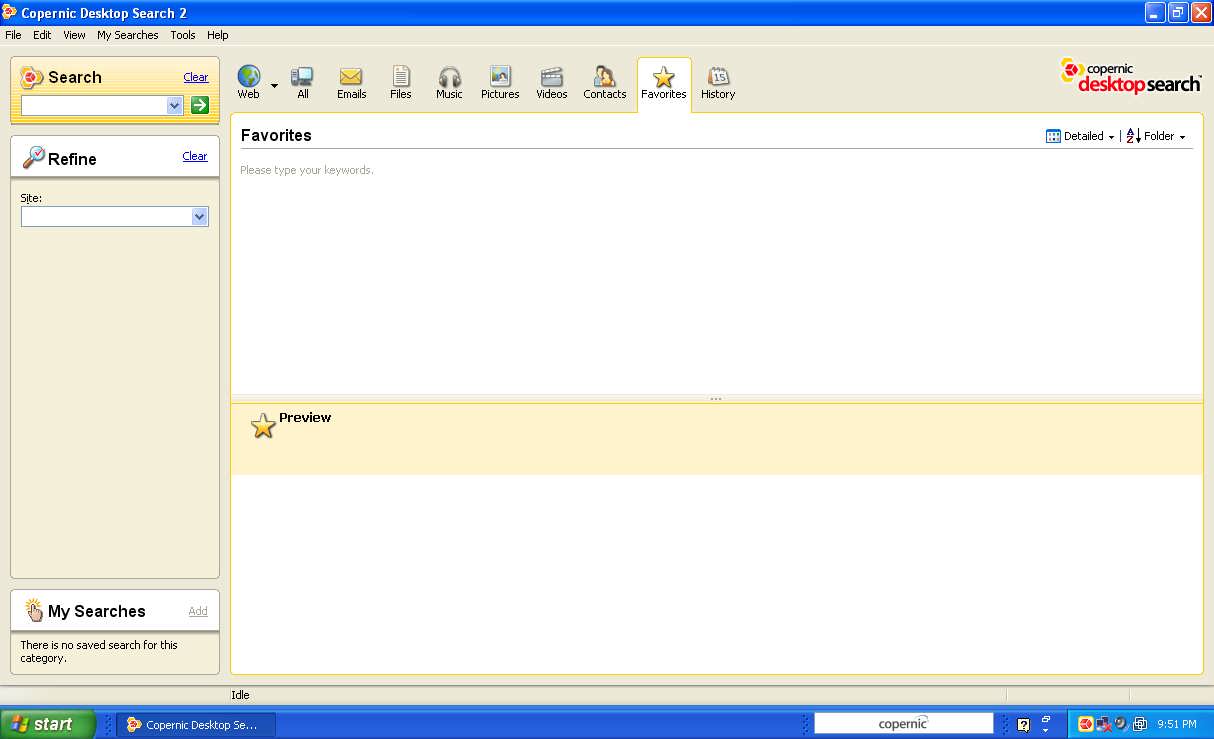 Copernic Desktop Search 2
File Edit View My Searches Tools Help
Search Clear
Web All Emails Files Music Pictures Videos Contacts Favorites History
15
copernic
desktopsearch
Refine Clear
Site:
My Searches Add
There is no saved search for this
category.
Favorites Detailed | A Z Folder
Please type your keywords.
Preview
Idle
start Copernic Desktop Se... copernic ? 9:51 PM